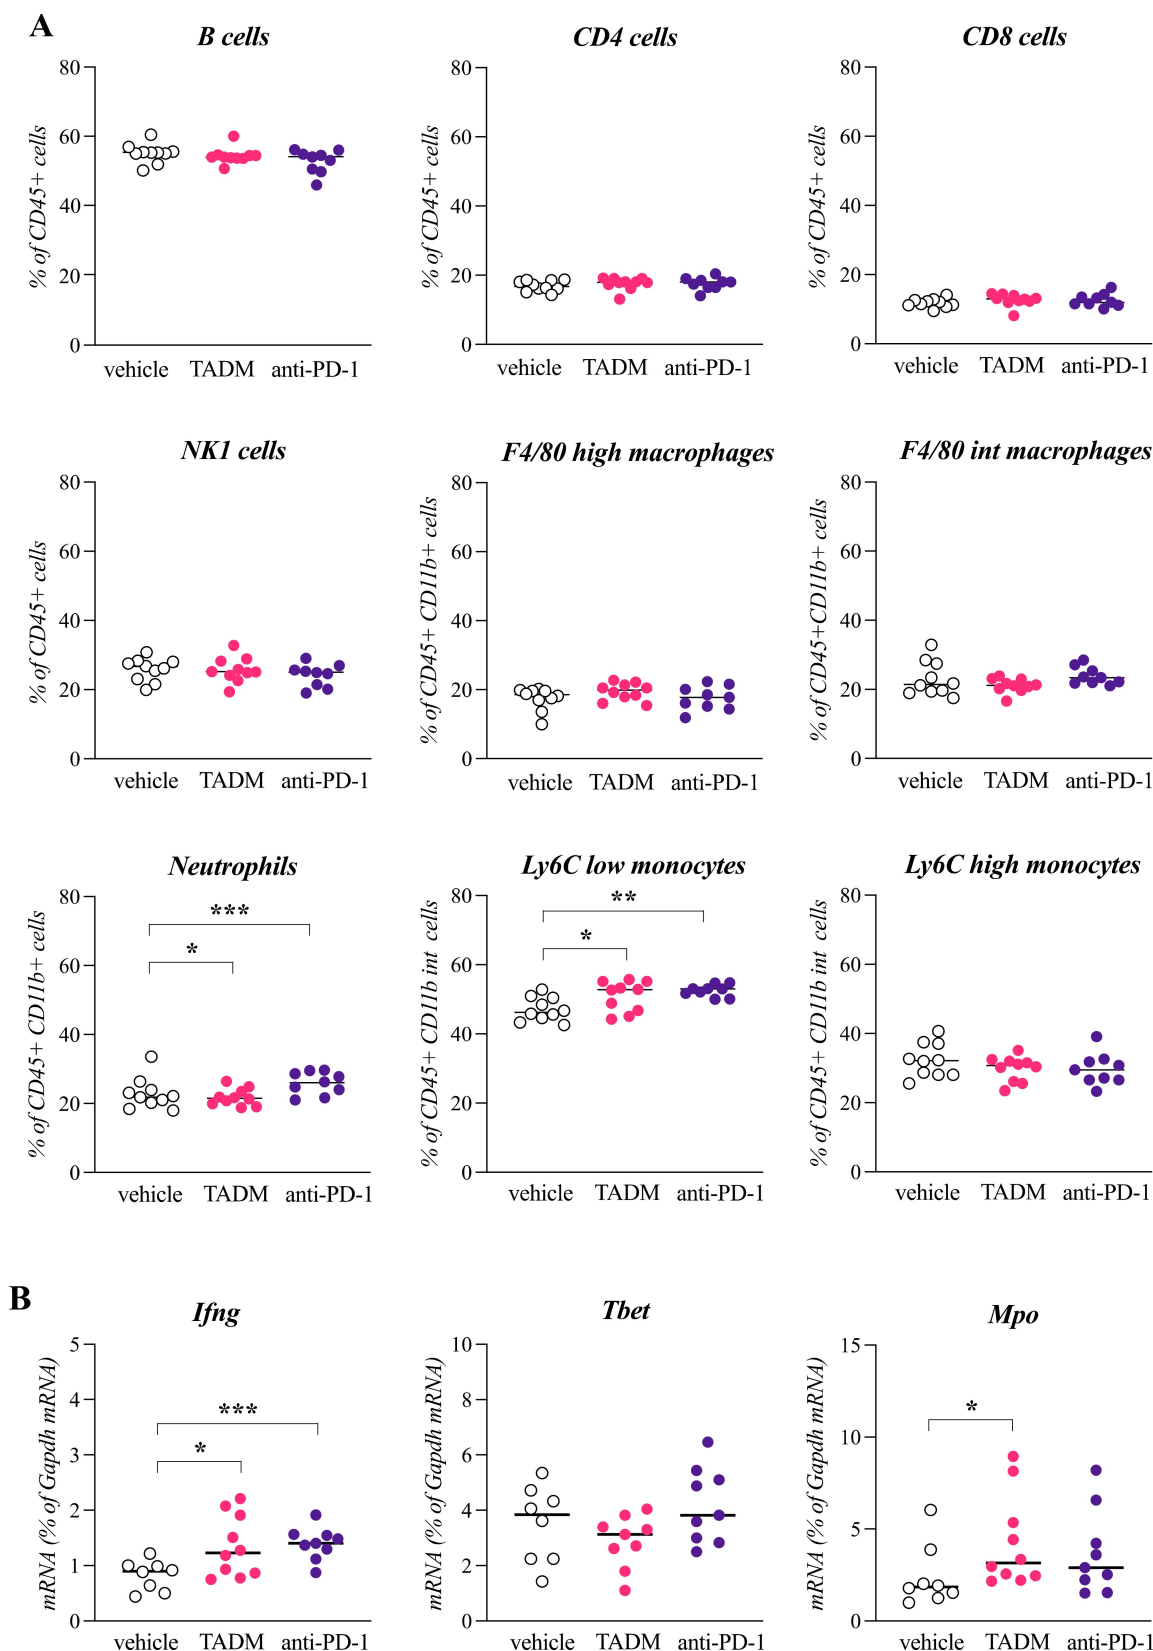 A
B cells
CD4 cells
CD8 cells
% of CD45+ cells
80
60
40
20
0
vehicle TADM anti-PD-1
% of CD45+ cells
80
60
40
20
0
vehicle TADM anti-PD-1
% of CD45+ cells
80
60
40
20
0
vehicle TADM anti-PD-1
NK1 cells
F4/80 high macrophages
F4/80 int macrophages
% of CD45+ cells
80
60
40
20
0
vehicle TADM anti-PD-1
% of CD45+ CD11b+ cells
80
60
40
20
0
vehicle TADM anti-PD-1
% of CD45+CD11b+ cells
80
60
40
20
0
vehicle TADM anti-PD-1
Neutrophils
Ly6C low monocytes
Ly6C high monocytes
% of CD45+ CD11b+ cells
80
60
40
20
0
***
*
vehicle TADM anti-PD-1
% of CD45+ CD11b int cells
80
60
40
20
0
**
*
vehicle TADM anti-PD-1
% of CD45+ CD11b int cells
80
60
40
20
0
vehicle TADM anti-PD-1
B
Ifng
Tbet
Mpo
mRNA (% of Gapdh mRNA)
5
4
3
2
1
0
***
*
vehicle TADM anti-PD-1
mRNA (% of Gapdh mRNA)
10
8
6
4
2
0
vehicle TADM anti-PD-1
mRNA (% of Gapdh mRNA)
15
10
5
0
*
vehicle TADM anti-PD-1